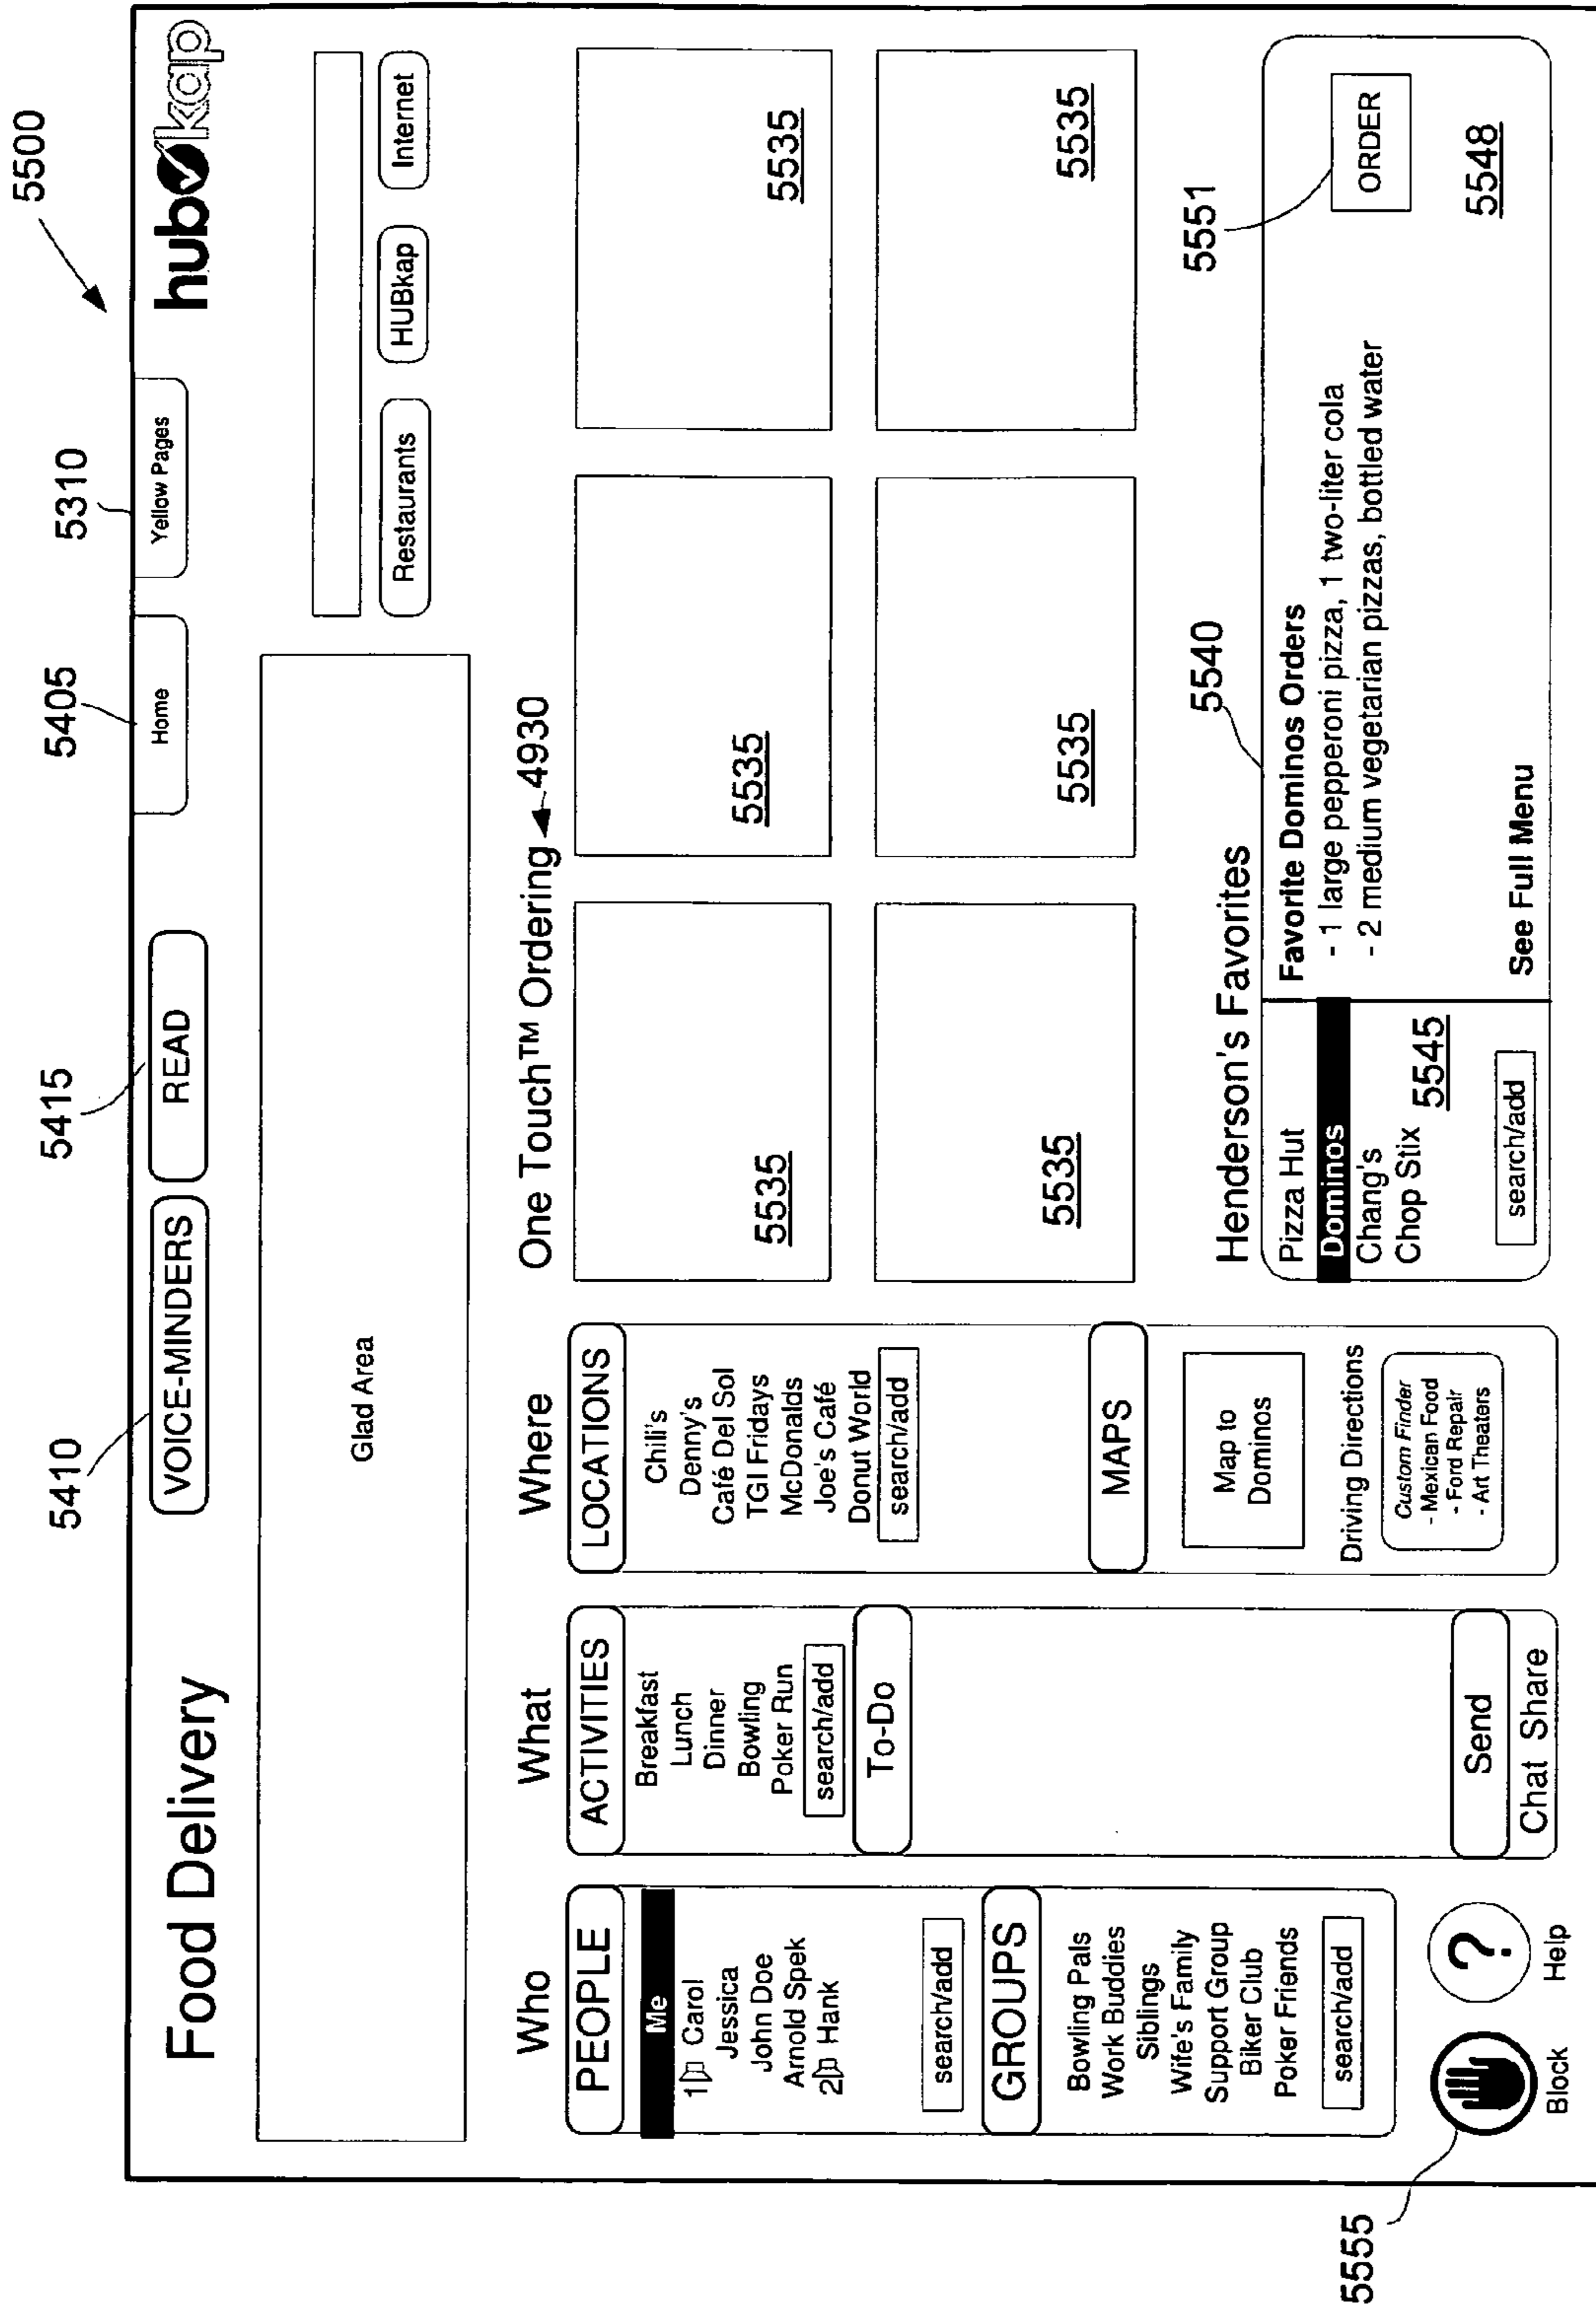 5500
5310
5405
5415
5410
Food Delivery
VOICE-MINDERS
READ
Home
Yellow Pages
hub kap
Glad Area
Restaurants
HUBkap
Internet
Who
PEOPLE
Me
1 Carol
Jessica
John Doe
Arnold Spek
2 Hank
search/add
GROUPS
Bowling Pals
Work Buddies
Siblings
Wife's Family
Support Group
Biker Club
Poker Friends
search/add
Block
Help
?
5555
What
ACTIVITIES
Breakfast
Lunch
Dinner
Bowling
Poker Run
search/add
To-Do
Send
Chat Share
Where
LOCATIONS
Chili's
Denny's
Café Del Sol
TGI Fridays
McDonalds
Joe's Café
Donut World
search/add
MAPS
Map to
Dominos
Driving Directions
Custom Finder
- Mexican Food
- Ford Repair
- Art Theaters
One Touch™ Ordering
4930
5535
5535
5535
5535
5535
5535
Henderson's Favorites
5540
5551
Pizza Hut
Dominos
Chang's
Chop Stix
5545
search/add
Favorite Dominos Orders
- 1 large pepperoni pizza, 1 two-liter cola
- 2 medium vegetarian pizzas, bottled water
See Full Menu
ORDER
5548